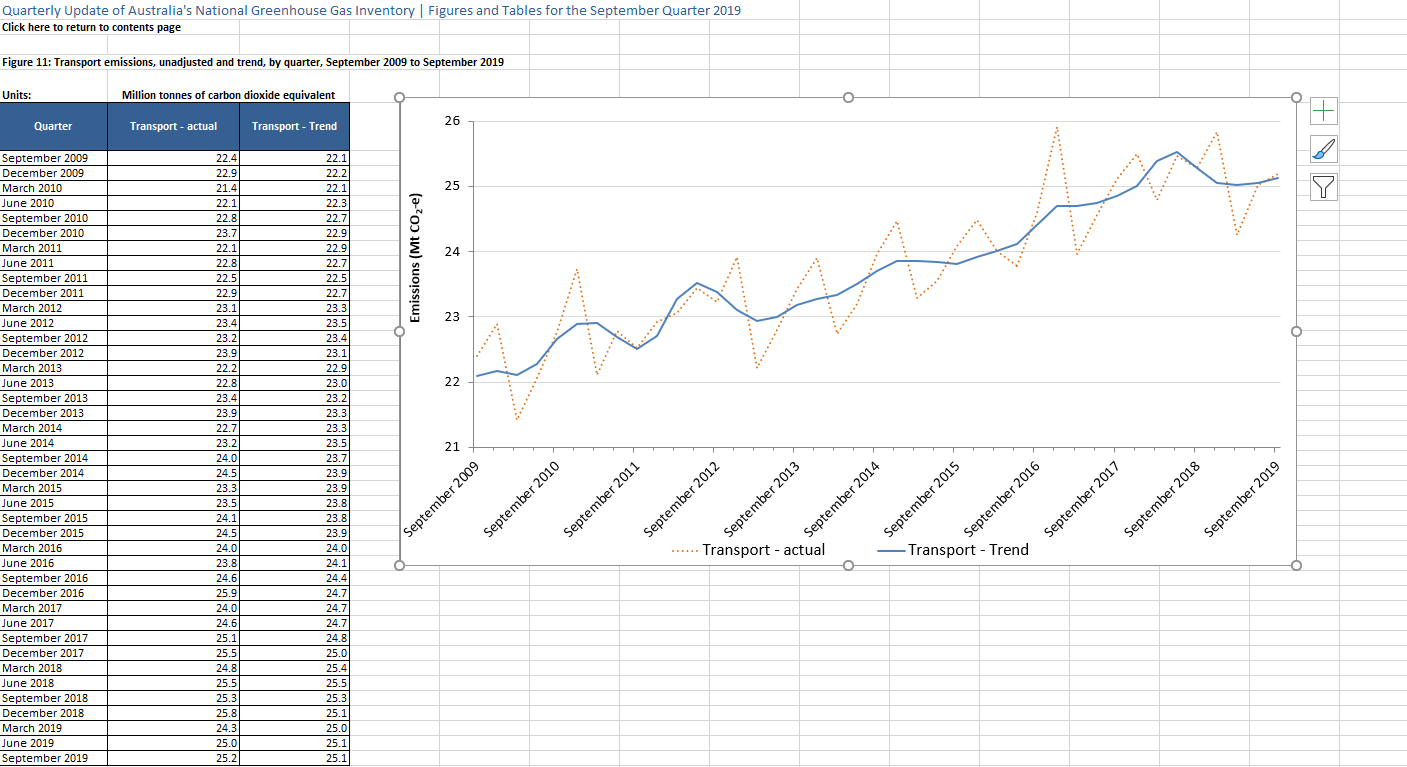 Quarterly Update of Australia's National Greenhouse Gas Inventory | Figures and Tables for the September Quarter 2019
Click here to return to contents page
Figure 11: Transport emissions, unadjusted and trend, by quarter, September 2009 to September 2019
Units: Million tonnes of carbon dioxide equivalent
Quarter Transport - actual Transport - Trend
September 2009 22.4 22.1
December 2009 22.9 22.2
March 2010 21.4 22.1
June 2010 22.1 22.3
September 2010 22.8 22.7
December 2010 23.7 22.9
March 2011 22.1 22.9
June 2011 22.8 22.7
September 2011 22.5 22.5
December 2011 22.9 22.7
March 2012 23.1 23.3
June 2012 23.4 23.5
September 2012 23.2 23.4
December 2012 23.9 23.1
March 2013 22.2 22.9
June 2013 22.8 23.0
September 2013 23.4 23.2
December 2013 23.9 23.3
March 2014 22.7 23.3
June 2014 23.2 23.5
September 2014 24.0 23.7
December 2014 24.5 23.9
March 2015 23.3 23.9
June 2015 23.5 23.8
September 2015 24.1 23.8
December 2015 24.5 23.9
March 2016 24.0 24.0
June 2016 23.8 24.1
September 2016 24.6 24.4
December 2016 25.9 24.7
March 2017 24.0 24.7
June 2017 24.6 24.7
September 2017 25.1 24.8
December 2017 25.5 25.0
March 2018 24.8 25.4
June 2018 25.5 25.5
September 2018 25.3 25.3
December 2018 25.8 25.1
March 2019 24.3 25.0
June 2019 25.0 25.1
September 2019 25.2 25.1
Emissions (Mt CO₂-e)
26
25
24
23
22
21
September 2009
September 2010
September 2011
September 2012
September 2013
September 2014
September 2015
September 2016
September 2017
September 2018
September 2019
Transport - actual
Transport - Trend